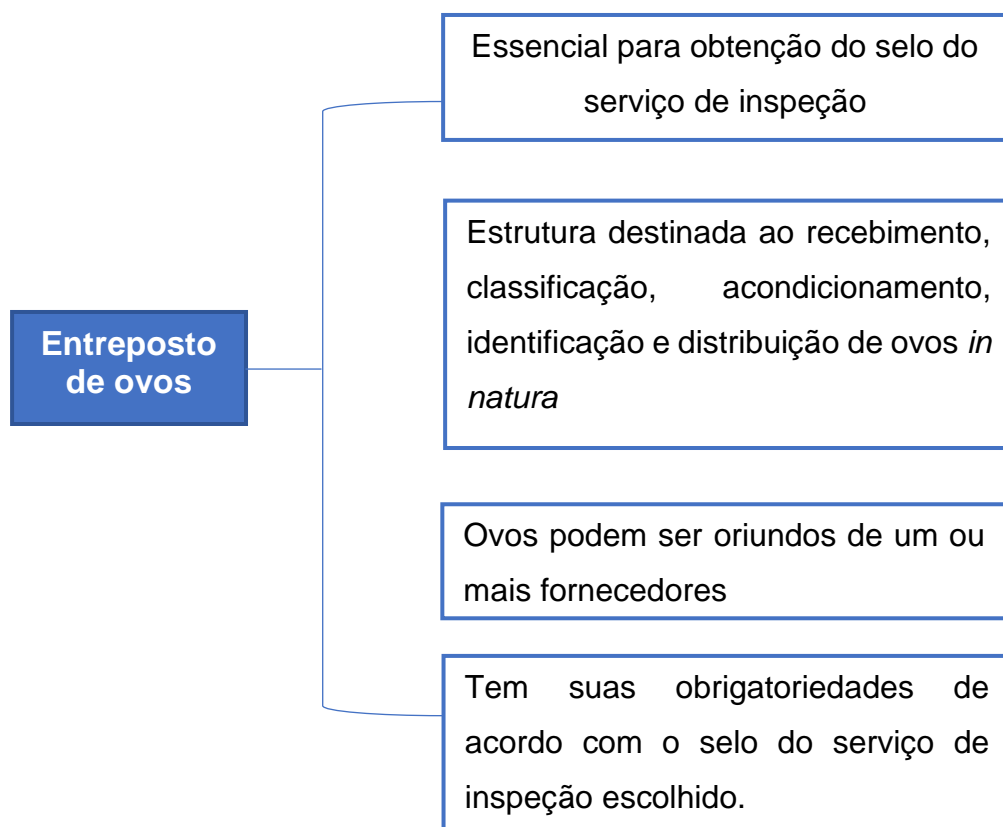 Essencial para obtenção do selo do
serviço de inspeção
Estrutura destinada ao recebimento,
classificação, acondicionamento,
identificação e distribuição de ovos in
natura
Entreposto
de ovos
Ovos podem ser oriundos de um ou
mais fornecedores
Tem suas obrigatoriedades de
acordo com o selo do serviço de
inspeção escolhido.